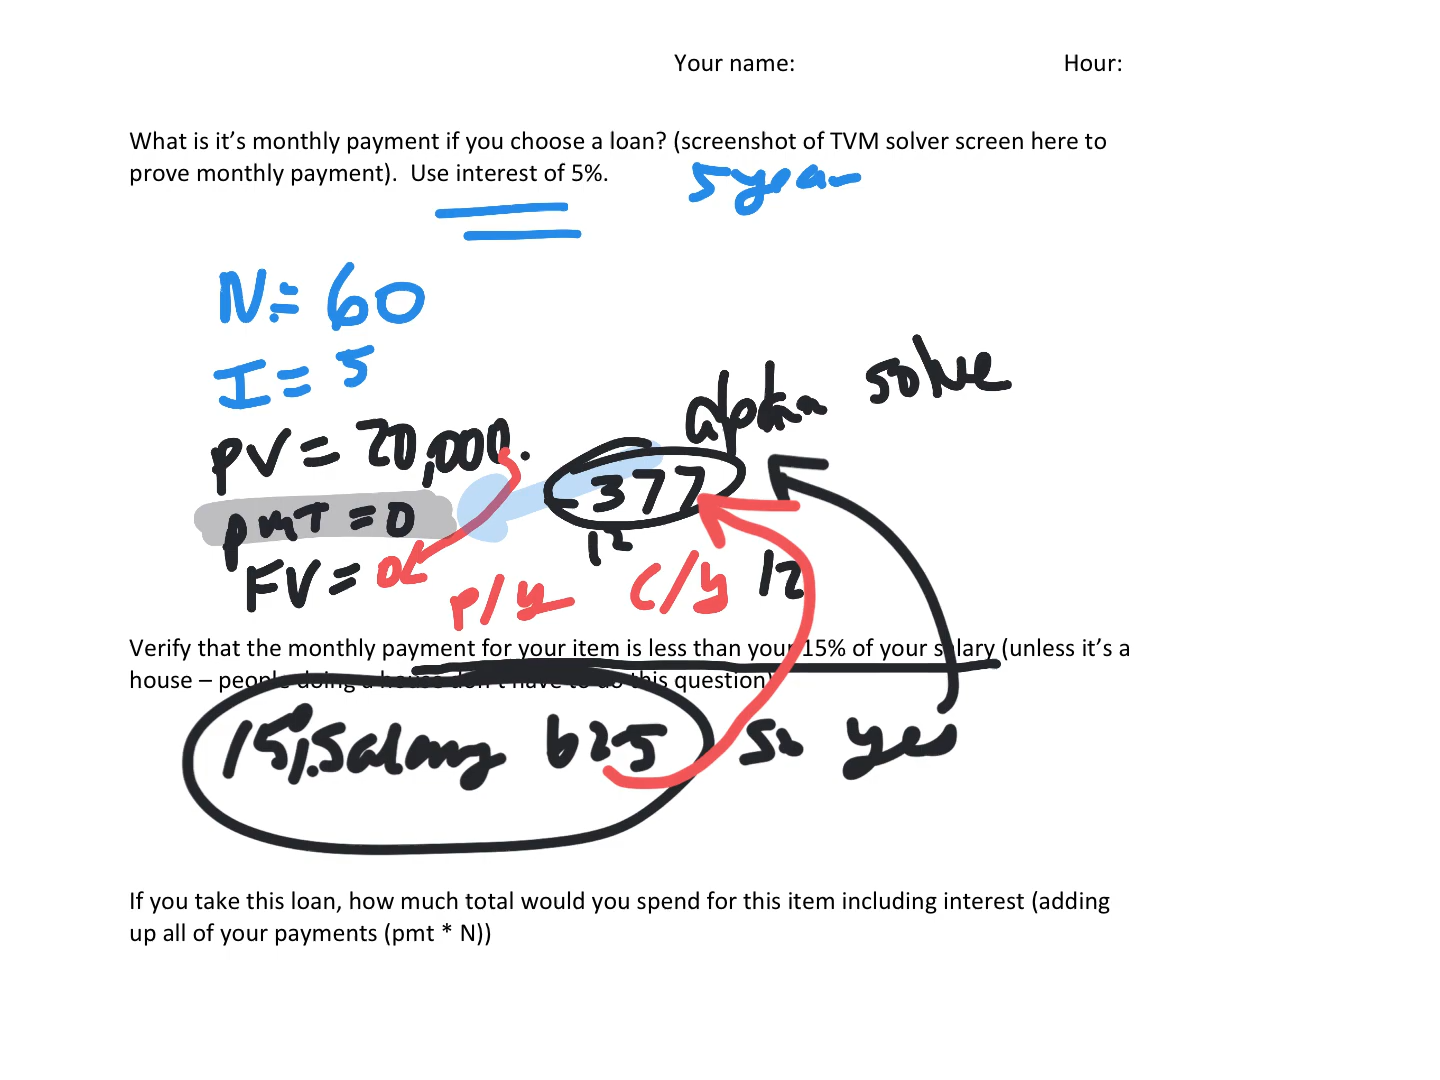 Your name: Hour:
What is it’s monthly payment if you choose a loan? (screenshot of TVM solver screen here to
prove monthly payment).  Use interest of 5%.
5 year
N = 60
I = 5
alpha solve
PV = 20,000.
-377
pmT = 0
12
FV = 0
P/y C/y 12
Verify that the monthly payment for your item is less than your 15% of your salary (unless it’s a
house – people doing a house don’t have to do this question)
15% Salary 625 So yes
If you take this loan, how much total would you spend for this item including interest (adding
up all of your payments (pmt * N))